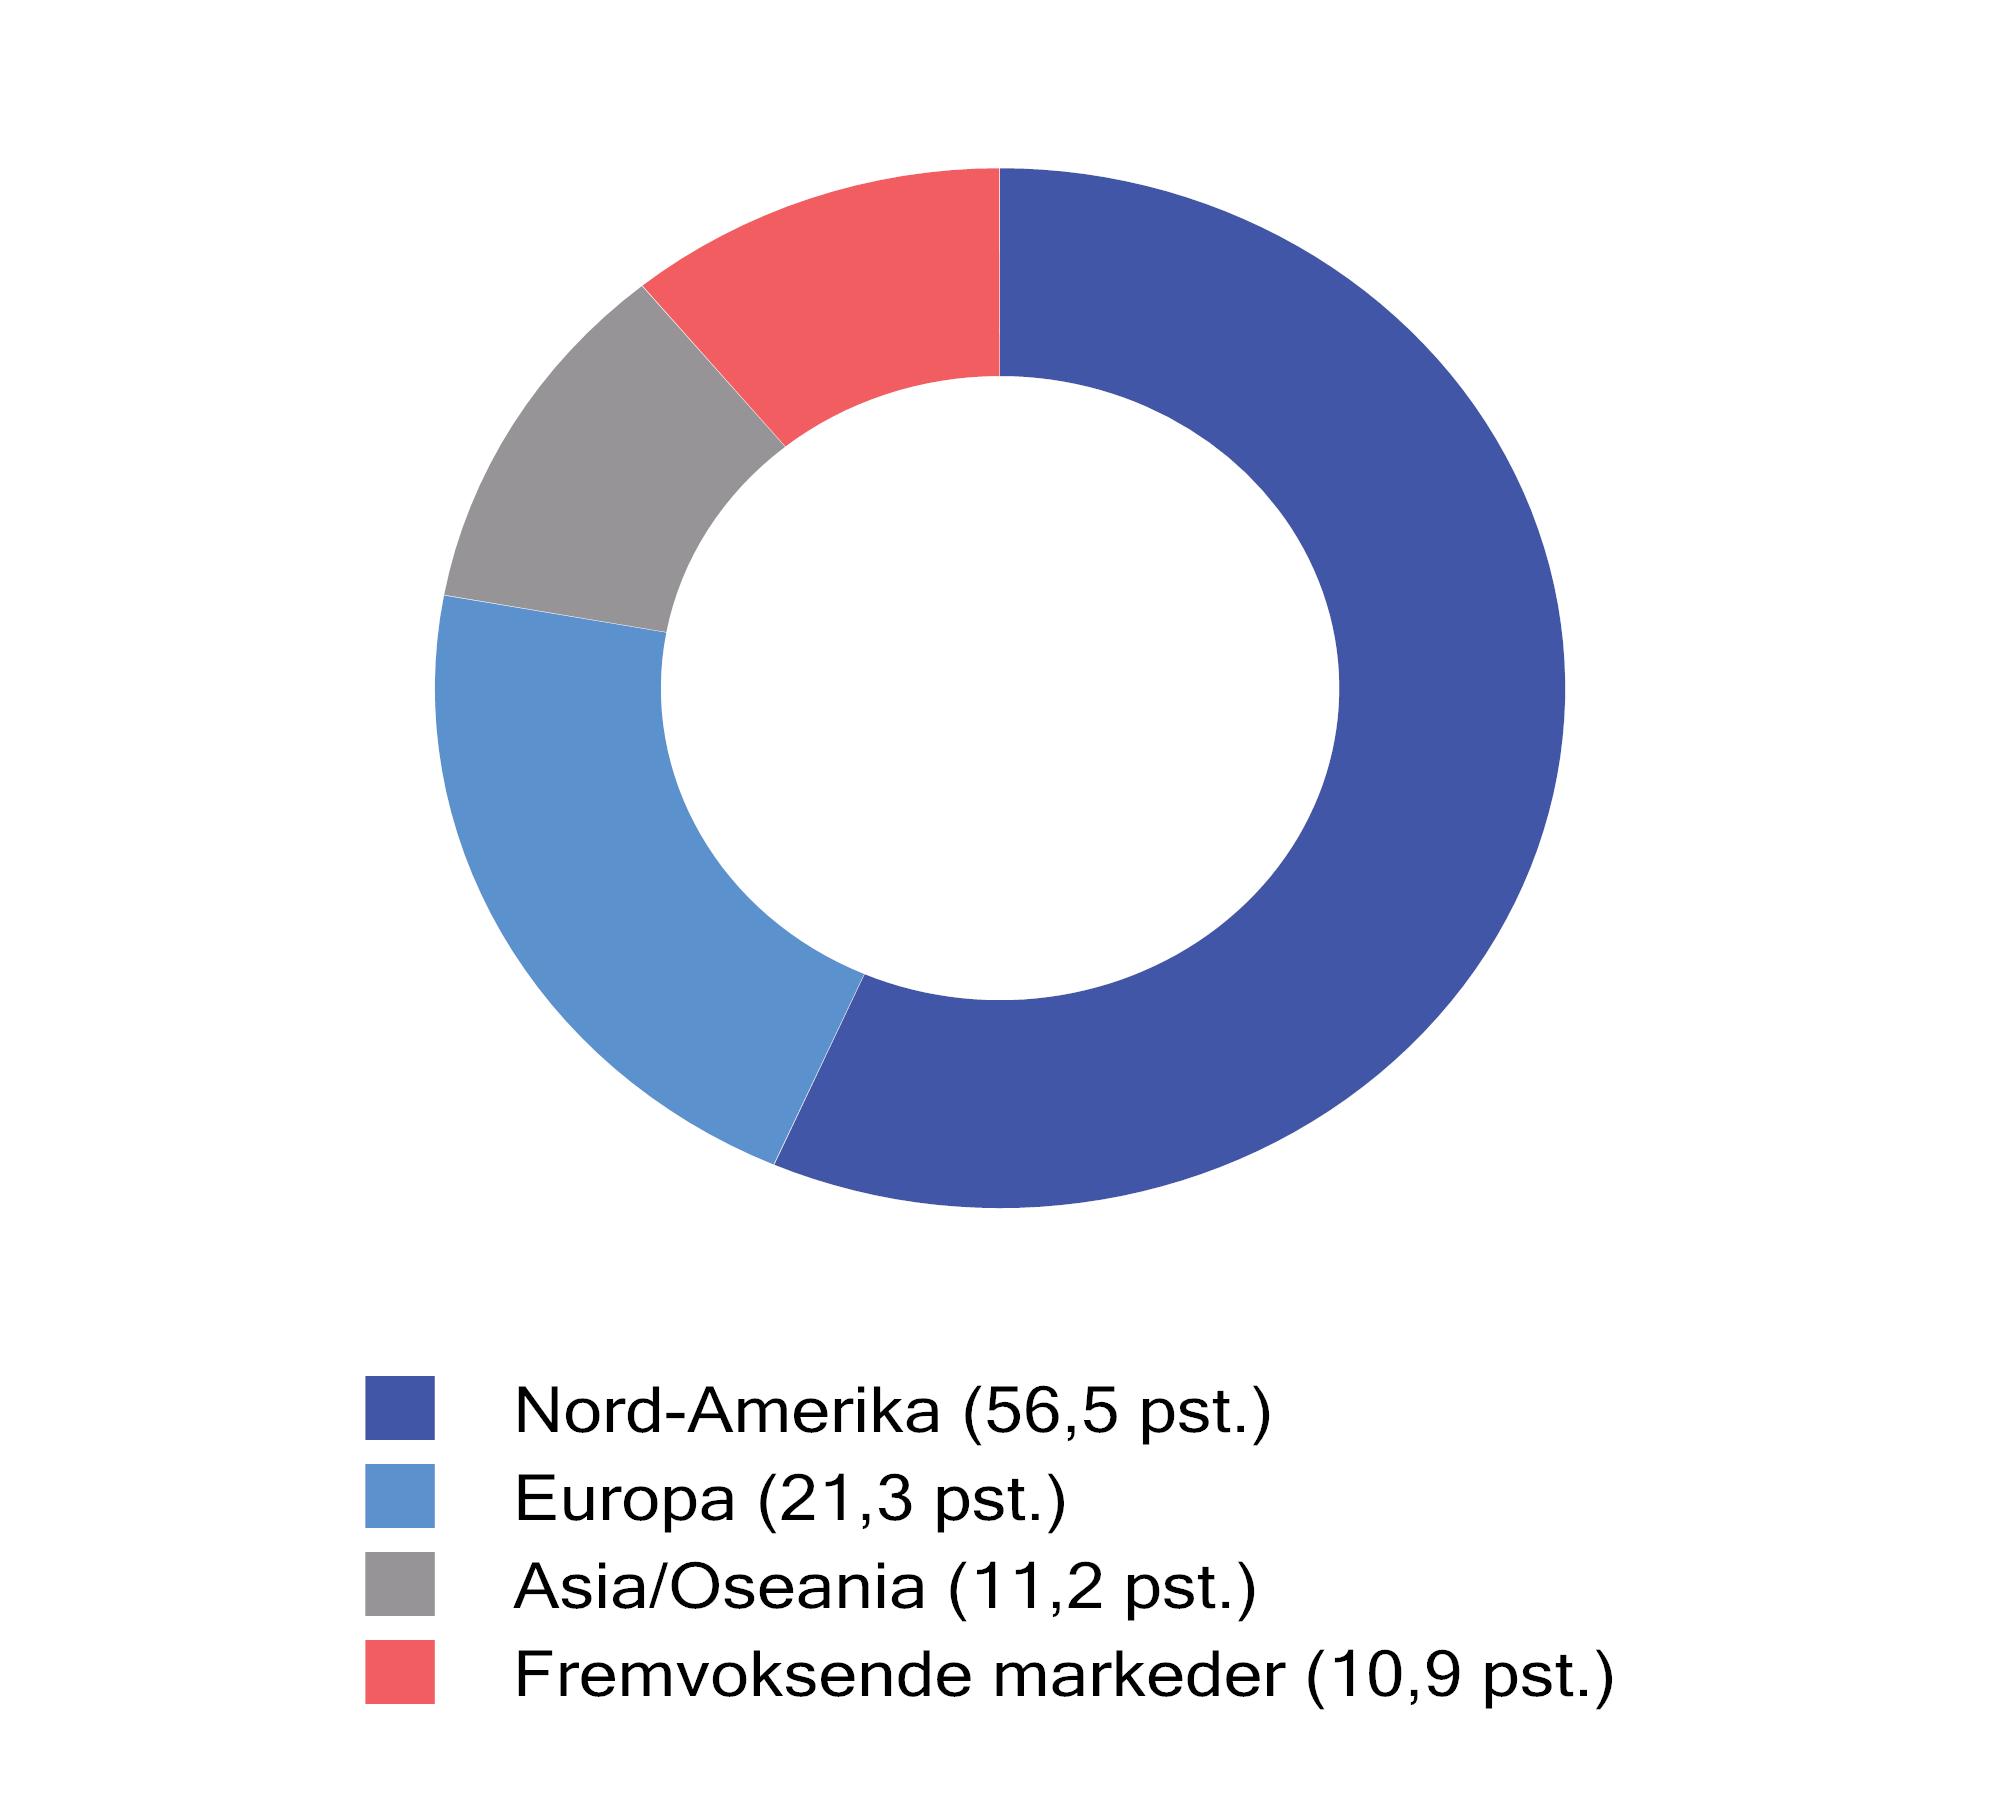 Nord-Amerika (56,5 pst.)
Europa (21,3 pst.)
Asia/Oseania (11,2 pst.)
Fremvoksende markeder (10,9 pst.)